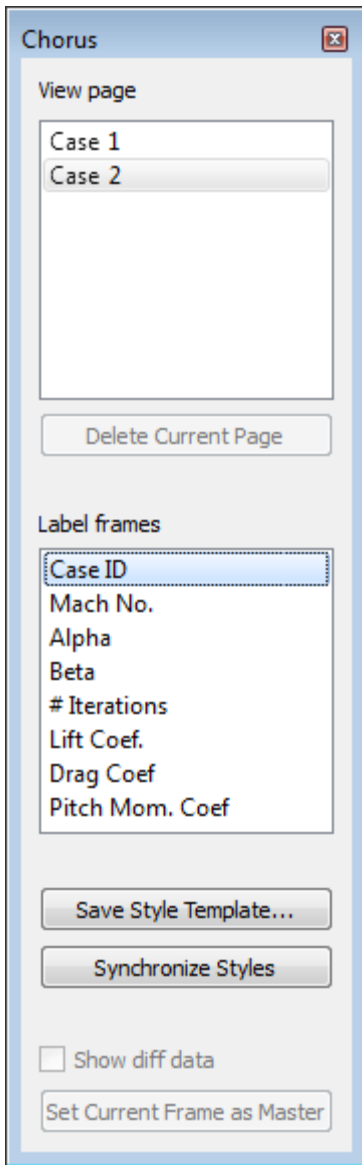 Chorus
View page
Case 1
Case 2
Delete Current Page
Label frames
Case ID
Mach No.
Alpha
Beta
# Iterations
Lift Coef.
Drag Coef
Pitch Mom. Coef
Save Style Template...
Synchronize Styles
Show diff data
Set Current Frame as Master